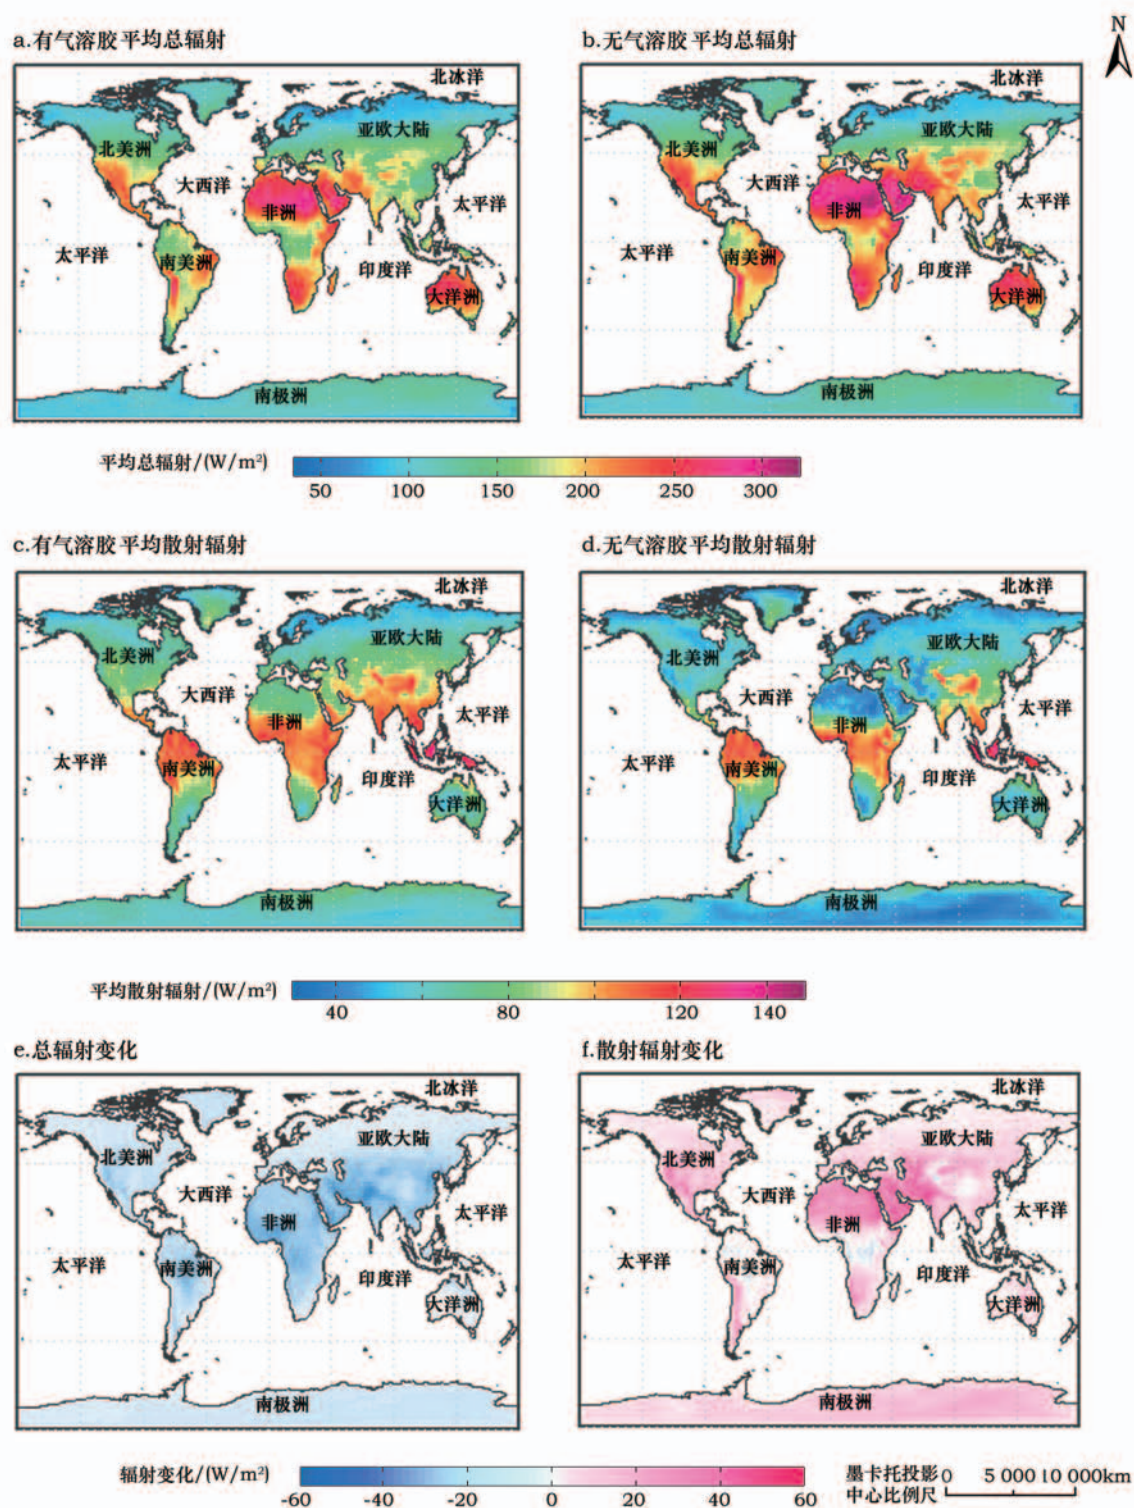 N
a.有气溶胶平均总辐射
b.无气溶胶平均总辐射
北冰洋
亚欧大陆
北美洲
大西洋
太平洋
非洲
太平洋
南美洲
印度洋
大洋洲
南极洲
北冰洋
亚欧大陆
北美洲
大西洋
太平洋
非洲
太平洋
南美洲
印度洋
大洋洲
南极洲
平均总辐射/(W/m²)
50 100 150 200 250 300
c.有气溶胶平均散射辐射
d.无气溶胶平均散射辐射
北冰洋
亚欧大陆
北美洲
大西洋
太平洋
非洲
太平洋
南美洲
印度洋
大洋洲
南极洲
北冰洋
亚欧大陆
北美洲
大西洋
太平洋
非洲
太平洋
南美洲
印度洋
大洋洲
南极洲
平均散射辐射/(W/m²)
40 80 120 140
e.总辐射变化
f.散射辐射变化
北冰洋
亚欧大陆
北美洲
大西洋
太平洋
非洲
太平洋
南美洲
印度洋
大洋洲
南极洲
北冰洋
亚欧大陆
北美洲
大西洋
太平洋
非洲
太平洋
南美洲
印度洋
大洋洲
南极洲
辐射变化/(W/m²)
-60 -40 -20 0 20 40 60
墨卡托投影
中心比例尺
0 5 000 10 000km